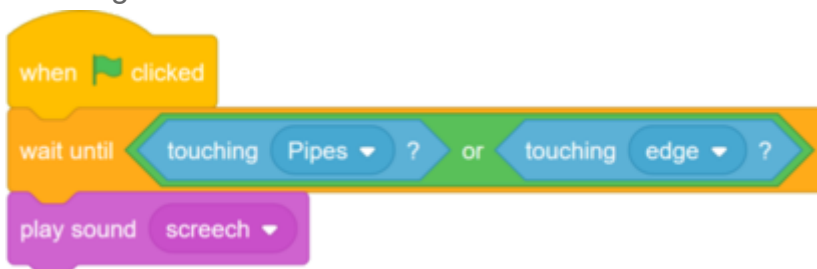 when clicked
wait until touching Pipes ? or touching edge ?
play sound screech